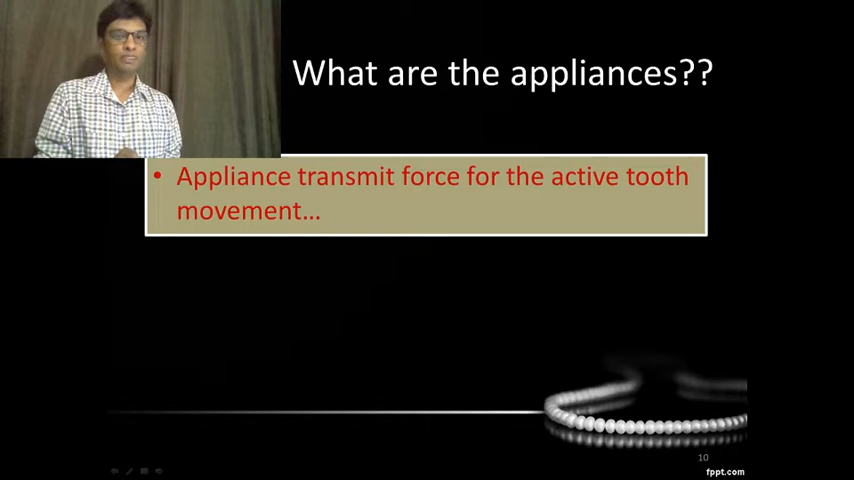 What are the appliances??
• Appliance transmit force for the active tooth
movement...
10
fppt.com